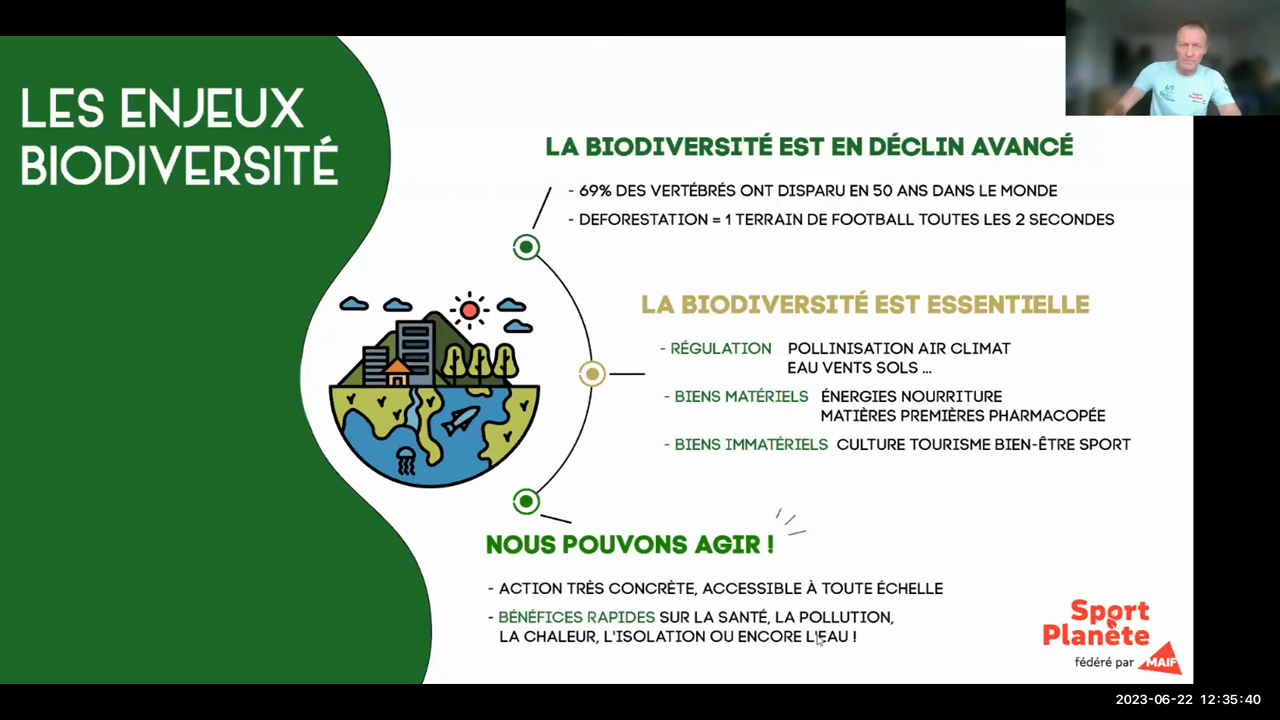 LES ENJEUX
BIODIVERSITÉ
LA BIODIVERSITÉ EST EN DÉCLIN AVANCÉ
- 69% DES VERTÉBRÉS ONT DISPARU EN 50 ANS DANS LE MONDE
- DEFORESTATION = 1 TERRAIN DE FOOTBALL TOUTES LES 2 SECONDES
LA BIODIVERSITÉ EST ESSENTIELLE
- RÉGULATION POLLINISATION AIR CLIMAT
EAU VENTS SOLS ...
- BIENS MATÉRIELS ÉNERGIES NOURRITURE
MATIÈRES PREMIÈRES PHARMACOPÉE
- BIENS IMMATÉRIELS CULTURE TOURISME BIEN-ÊTRE SPORT
NOUS POUVONS AGIR !
- ACTION TRÈS CONCRÈTE, ACCESSIBLE À TOUTE ÉCHELLE
- BÉNÉFICES RAPIDES SUR LA SANTÉ, LA POLLUTION,
LA CHALEUR, L'ISOLATION OU ENCORE L'EAU !
Sport
Planète
fédéré par MAIF
2023-06-22 12:35:40